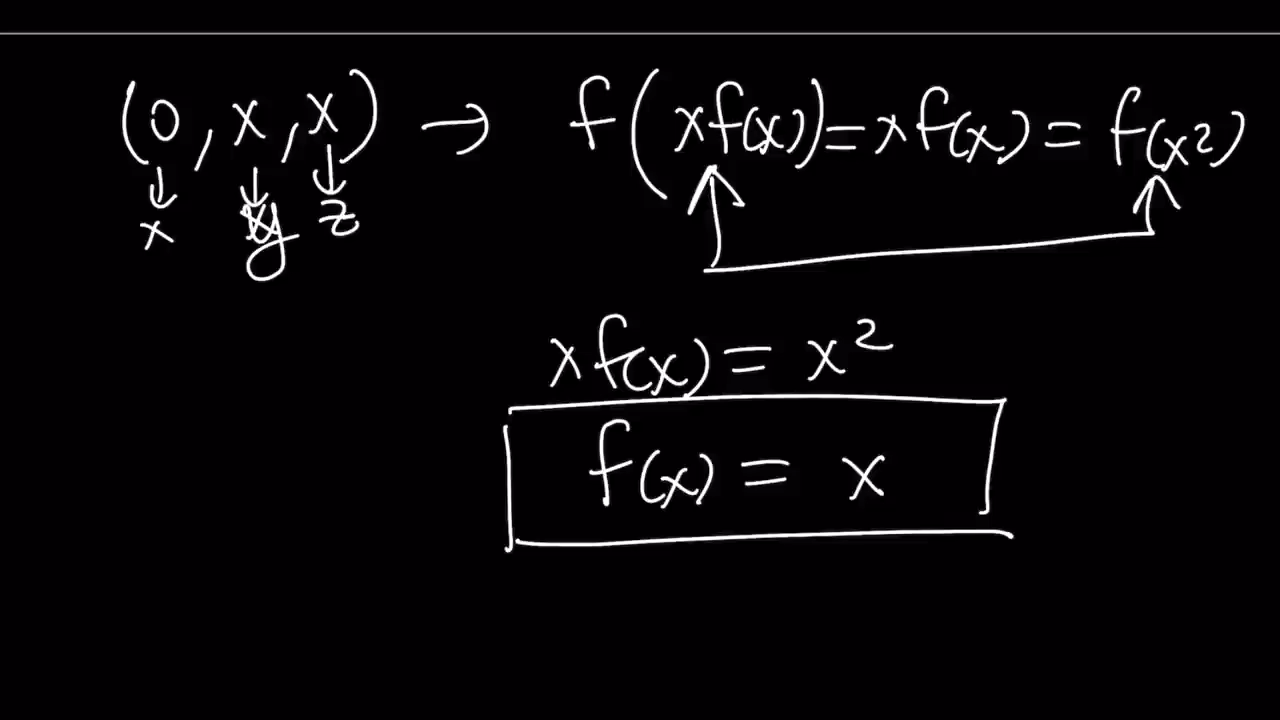 (0, x, x) → f(xf(x)) = xf(x) = f(x²)
↓ ↓ ↓
x y z
xf(x) = x²
f(x) = x